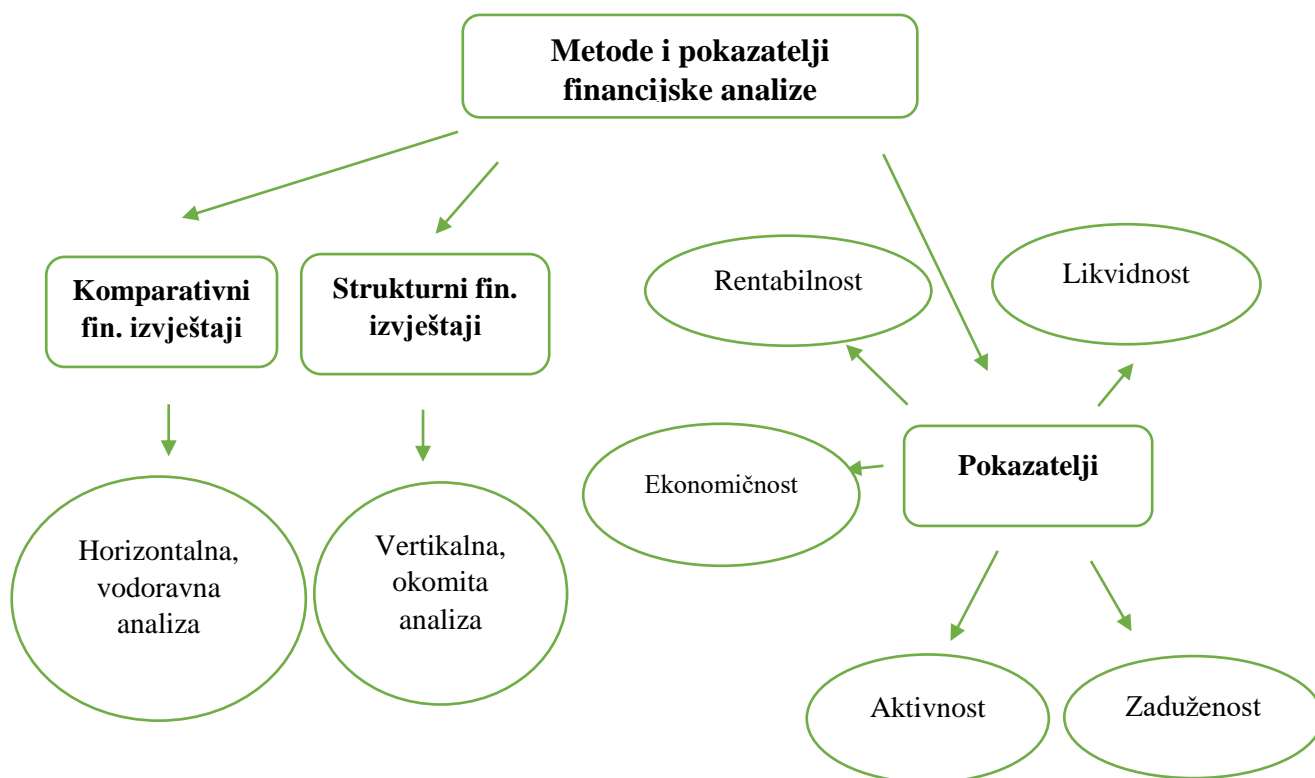 Metode i pokazatelji
financijske analize
Komparativni
fin. izvještaji
Strukturni fin.
izvještaji
Rentabilnost
Likvidnost
Ekonomičnost
Pokazatelji
Horizontalna,
vodoravna
analiza
Vertikalna,
okomita
analiza
Aktivnost
Zaduženost